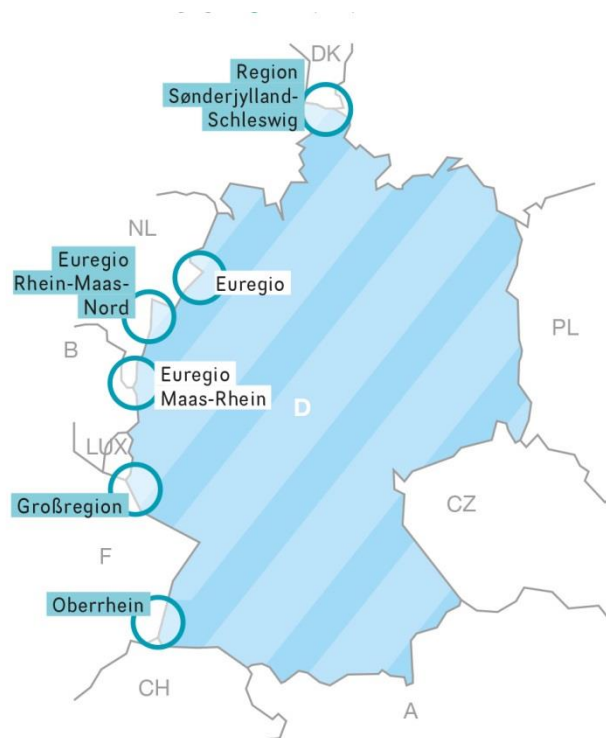 DK
Region
Sønderjylland-
Schleswig
NL
Euregio
Rhein-Maas-
Nord
Euregio
PL
B
Euregio
Maas-Rhein
D
LUX
Großregion
CZ
F
Oberrhein
CH
A